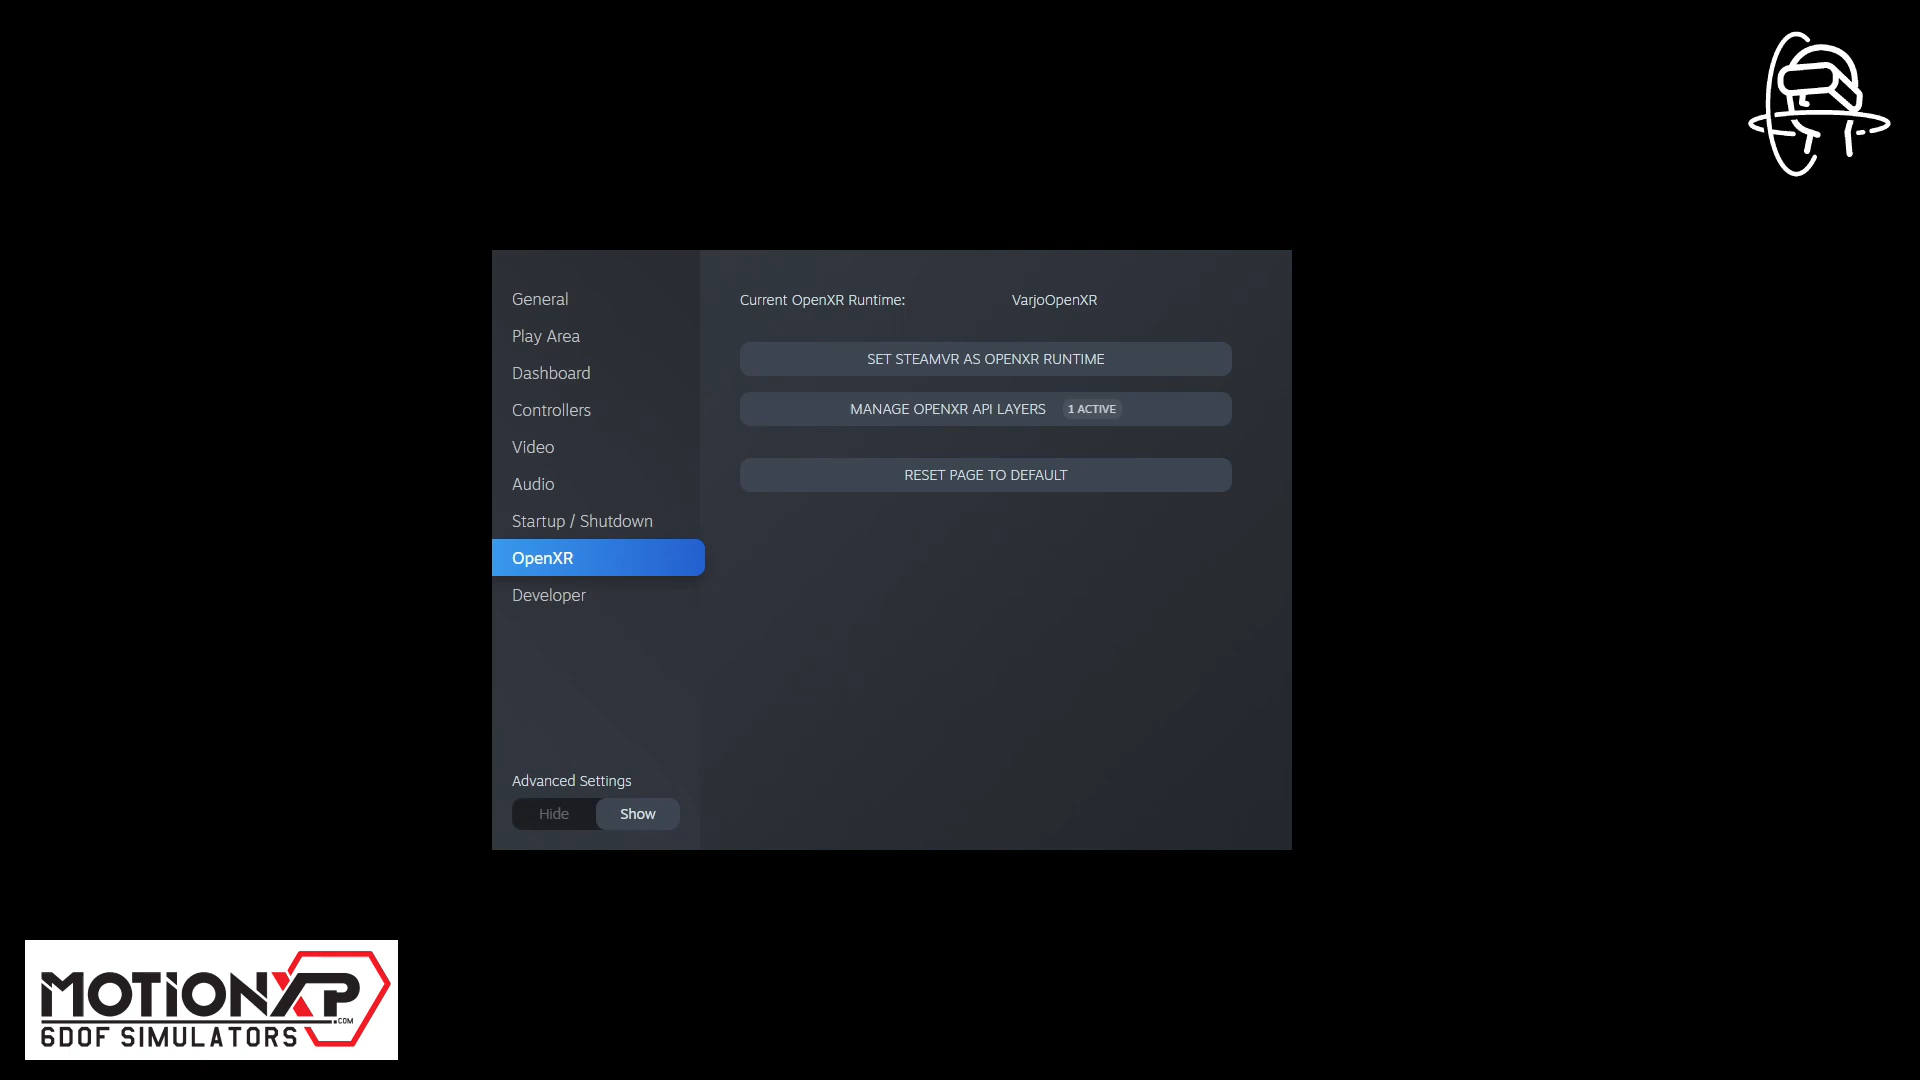 General
Play Area
Dashboard
Controllers
Video
Audio
Startup / Shutdown
OpenXR
Developer
Advanced Settings
Hide Show
Current OpenXR Runtime: VarjoOpenXR
SET STEAMVR AS OPENXR RUNTIME
MANAGE OPENXR API LAYERS 1 ACTIVE
RESET PAGE TO DEFAULT
MOTIONXP
.COM
6DOF SIMULATORS